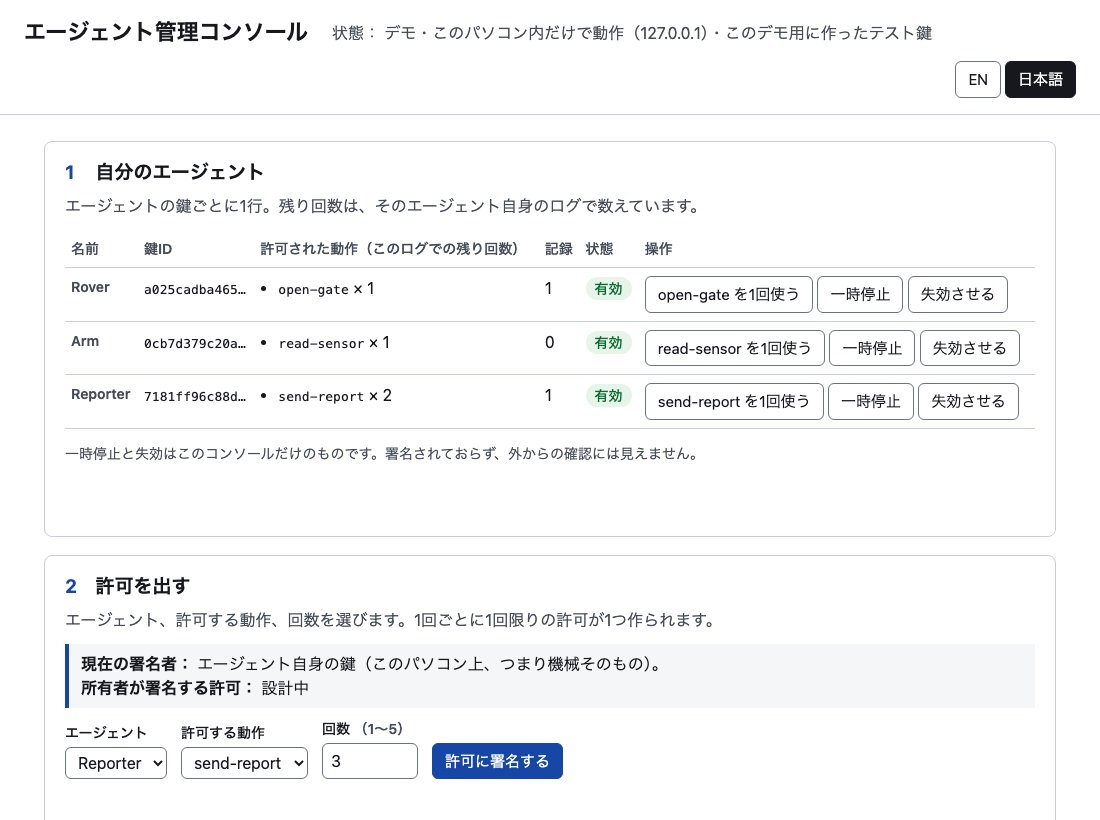 エージェント管理コンソール 状態： デモ・このパソコン内だけで動作（127.0.0.1）・このデモ用に作ったテスト鍵
EN 日本語
1 自分のエージェント
エージェントの鍵ごとに1行。残り回数は、そのエージェント自身のログで数えています。
名前 鍵ID 許可された動作（このログでの残り回数） 記録 状態 操作
Rover a025cadba465… • open-gate × 1 1 有効 open-gate を1回使う 一時停止 失効させる
Arm 0cb7d379c20a… • read-sensor × 1 0 有効 read-sensor を1回使う 一時停止 失効させる
Reporter 7181ff96c88d… • send-report × 2 1 有効 send-report を1回使う 一時停止 失効させる
一時停止と失効はこのコンソールだけのものです。署名されておらず、外からの確認には見えません。
2 許可を出す
エージェント、許可する動作、回数を選びます。1回ごとに1回限りの許可が1つ作られます。
現在の署名者： エージェント自身の鍵（このパソコン上、つまり機械そのもの）。
所有者が署名する許可： 設計中
エージェント 許可する動作 回数 （1〜5）
Reporter send-report 3 許可に署名する